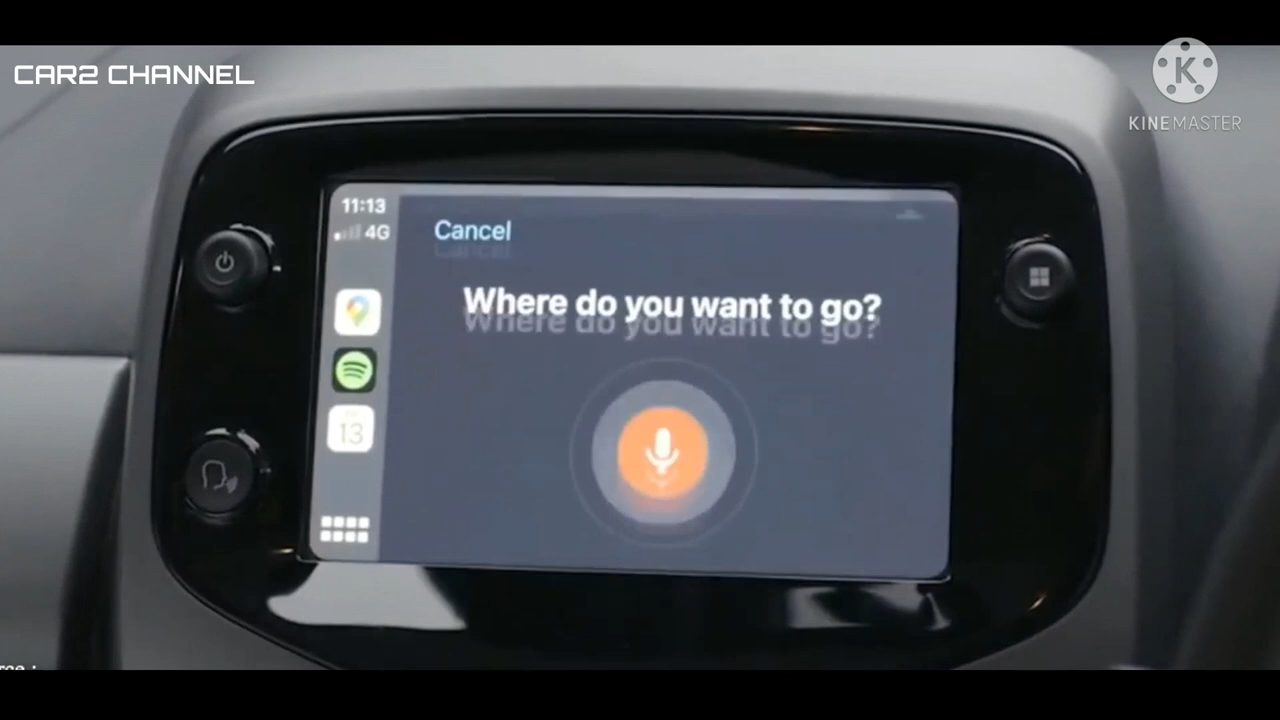 CAR2 CHANNEL
K
KINEMASTER
11:13
4G
Cancel
Where do you want to go?
13